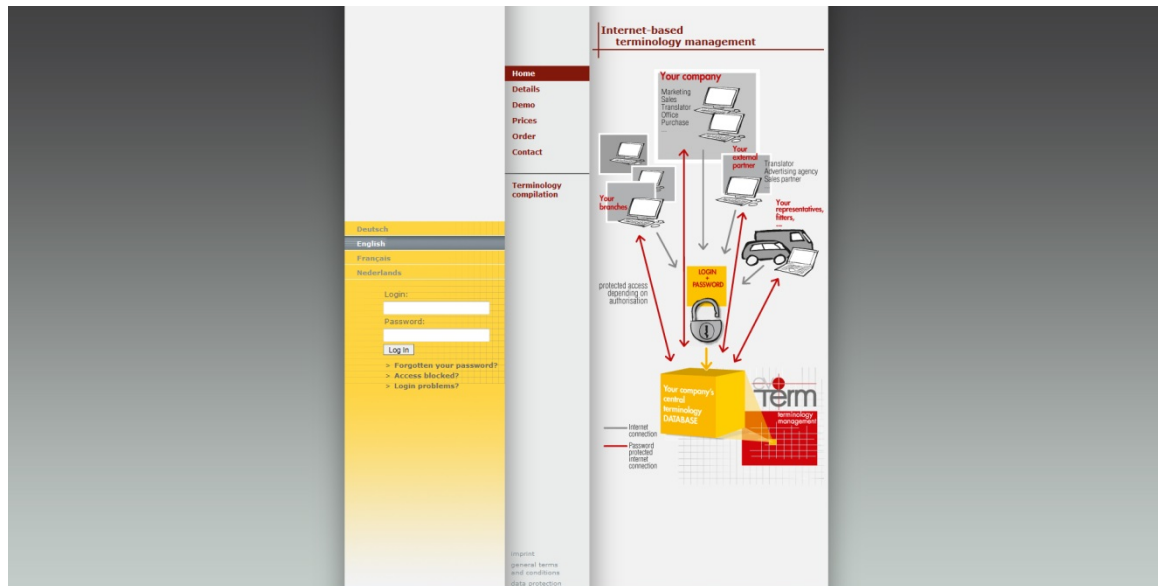 Internet-based
terminology management
Home
Details
Demo
Prices
Order
Contact
Terminology
compilation
Deutsch
English
Français
Nederlands
Login:
Password:
Log In
> Forgotten your password?
> Access blocked?
> Login problems?
Your company
Marketing
Sales
Translator
Office
Purchase
...
Your
external
partner
Translator
Advertising agency
Sales partner
...
Your
branches
Your
representatives,
fitters,
...
LOGIN
+
PASSWORD
protected access
depending on
authorisation
Your company's
central
terminology
DATABASE
Term
terminology
management
Internet
connection
Password
protected
internet
connection
imprint
general terms
and conditions
data protection